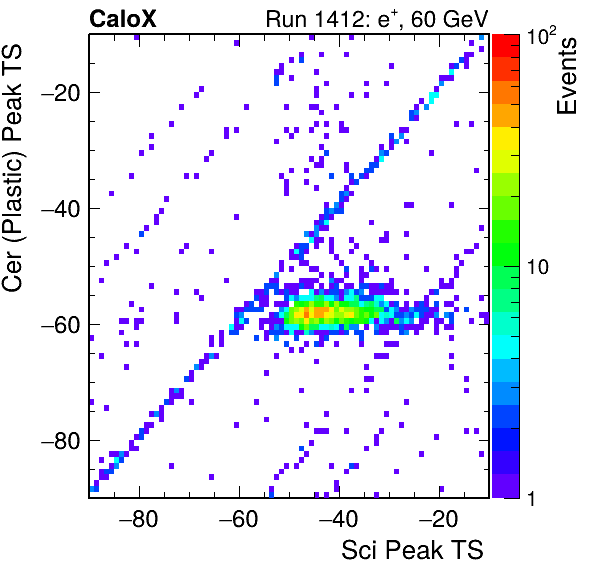 CaloX Run 1412: e⁺, 60 GeV
10²
10
1
Events
Cer (Plastic) Peak TS
−20
−40
−60
−80
−80 −60 −40 −20
Sci Peak TS